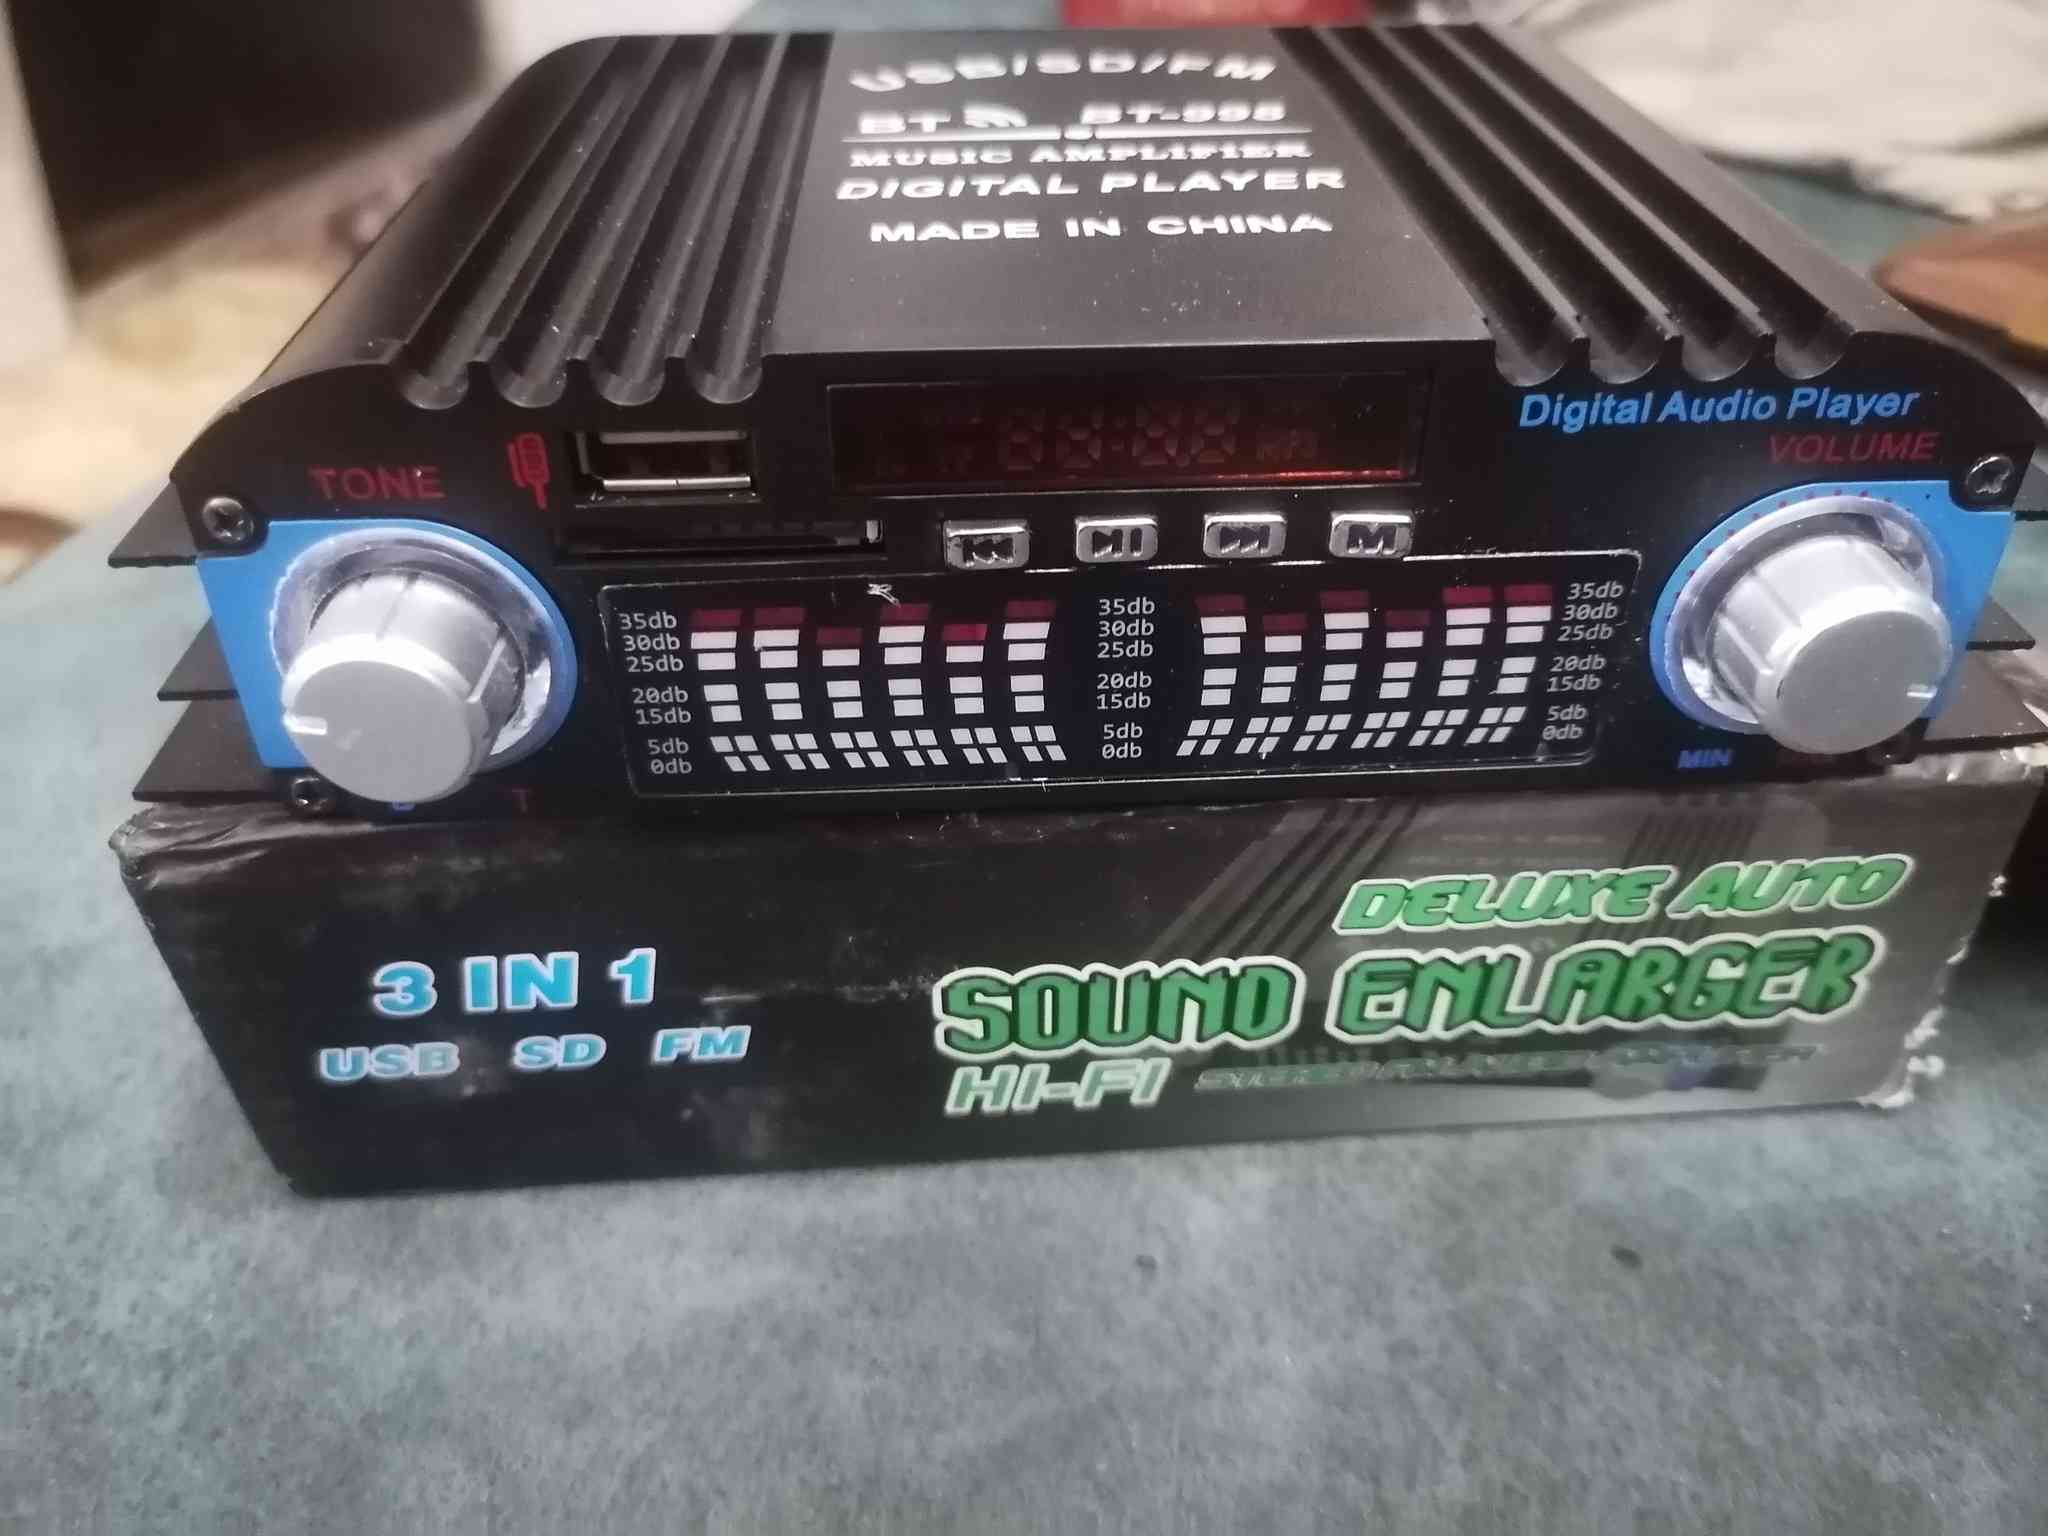 USB/SD/FM
BT BT-998
MUSIC AMPLIFIER
DIGITAL PLAYER
MADE IN CHINA
Digital Audio Player
TONE
VOLUME
M
35db 35db 35db
30db 30db 30db
25db 25db 25db
20db 20db 20db
15db 15db 15db
5db 5db 5db
0db 0db 0db
MIN
T
DELUXE AUTO
3 IN 1
SOUND ENLARGER
USB SD FM
HI-FI